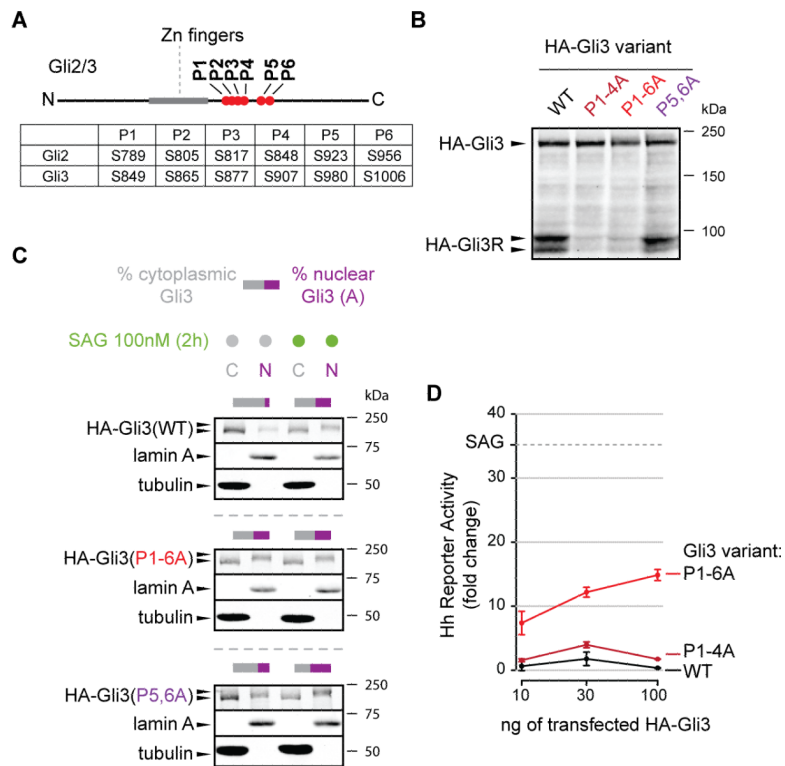 A
Zn fingers
Gli2/3
P1
P2
P3
P4
P5
P6
N
C
P1 P2 P3 P4 P5 P6
Gli2 S789 S805 S817 S848 S923 S956
Gli3 S849 S865 S877 S907 S980 S1006
B
HA-Gli3 variant
WT
P1-4A
P1-6A
P5,6A
kDa
HA-Gli3
250
150
100
HA-Gli3R
C
% cytoplasmic
Gli3
% nuclear
Gli3 (A)
SAG 100nM (2h)
C N C N
kDa
HA-Gli3(WT)
250
lamin A
75
tubulin
50
HA-Gli3(P1-6A)
250
lamin A
75
tubulin
50
HA-Gli3(P5,6A)
250
lamin A
75
tubulin
50
D
Hh Reporter Activity
(fold change)
40
SAG
30
20
10
0
Gli3 variant:
P1-6A
P1-4A
WT
10 30 100
ng of transfected HA-Gli3